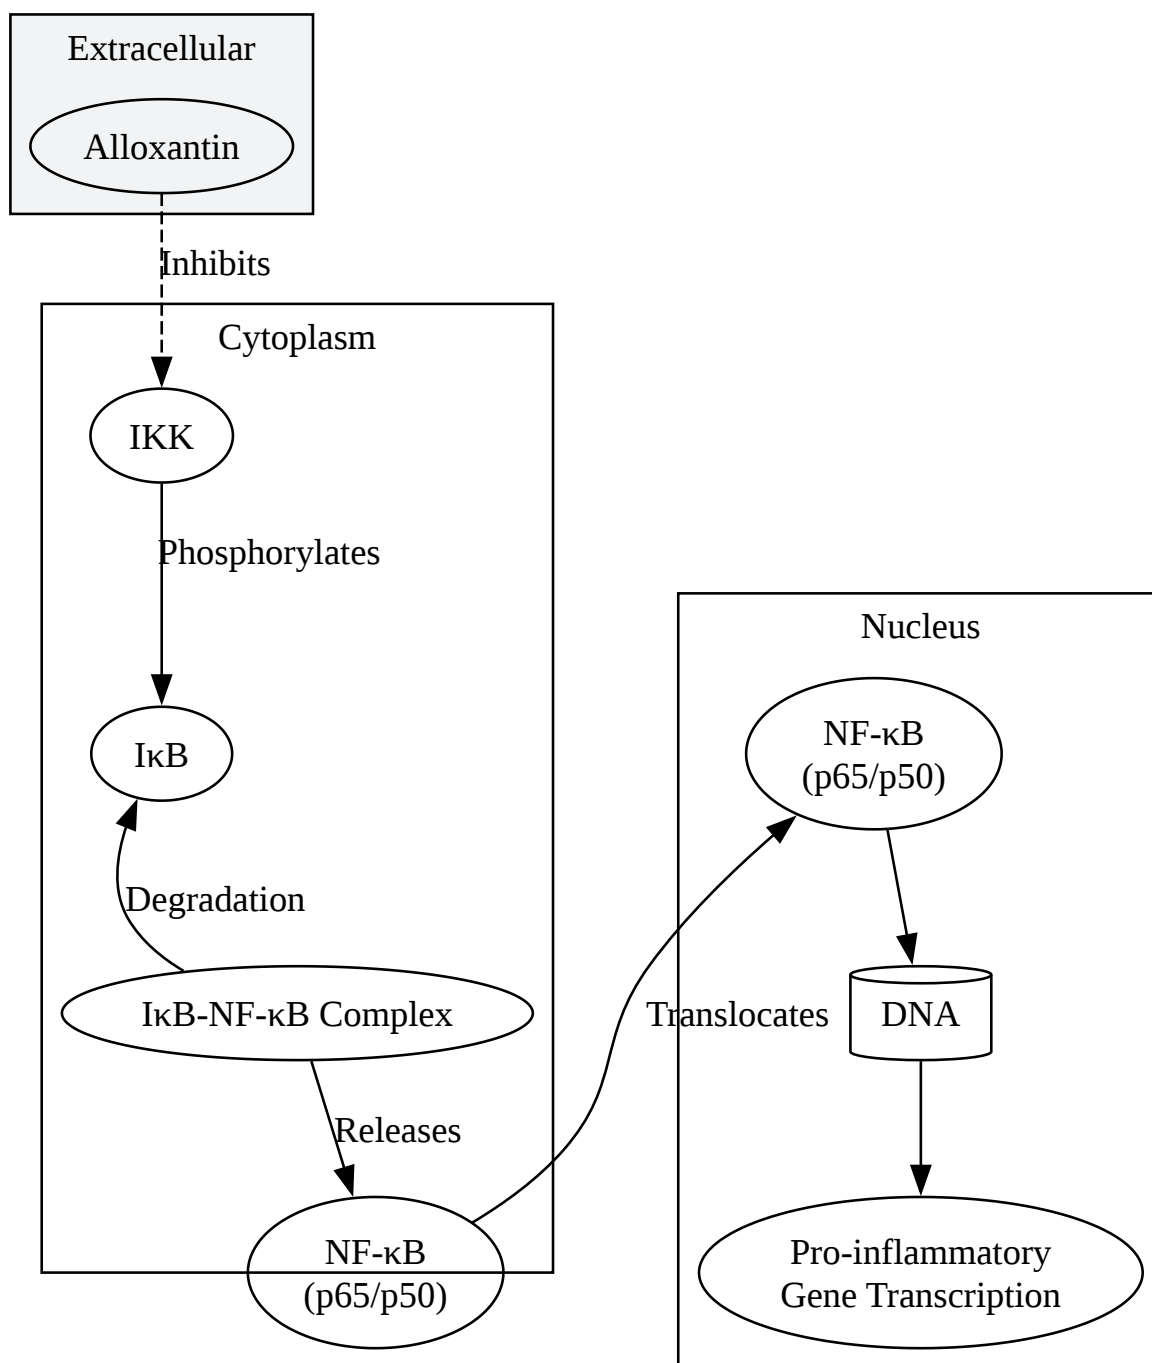 Extracellular
Alloxantin
Inhibits
Cytoplasm
IKK
Phosphorylates
IκB
Degradation
IκB-NF-κB Complex
Releases
NF-κB
(p65/p50)
Translocates
Nucleus
NF-κB
(p65/p50)
DNA
Pro-inflammatory
Gene Transcription